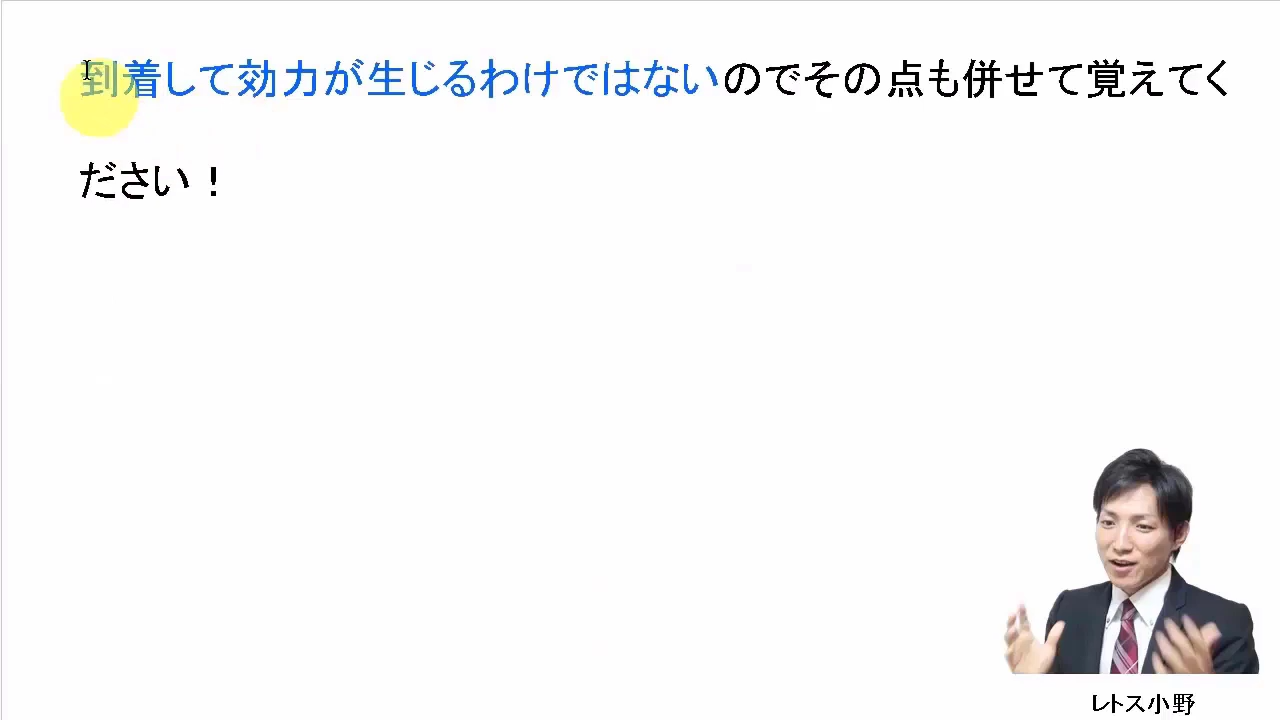 到着して効力が生じるわけではないのでその点も併せて覚えてく
ださい！
レトス小野